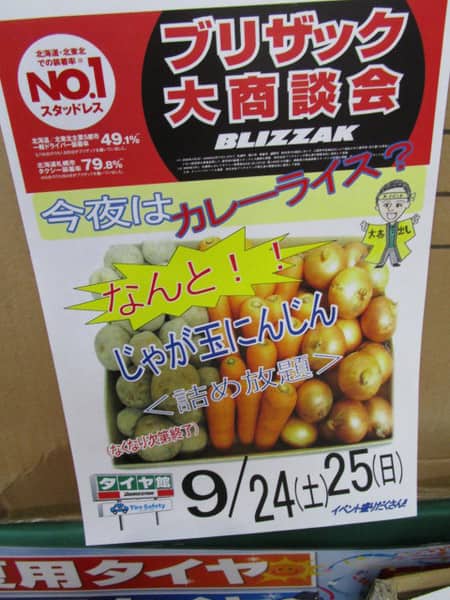 北海道・北東北
での装着率※
NO.1
スタッドレス
北海道/北東北主要5都市
一般ドライバー装着率 49.1%
北海道札幌市
タクシー装着率 79.8%
ブリザック
大商談会
BLIZZAK
今夜はカレーライス?
大放出し
なんと!!
じゃが玉にんじん
<詰め放題>
(なくなり次第終了)
タイヤ館
BRIDGESTONE
Tire Safety
9/24(土)25(日)
イベント盛りだくさん!!
専用タイヤ